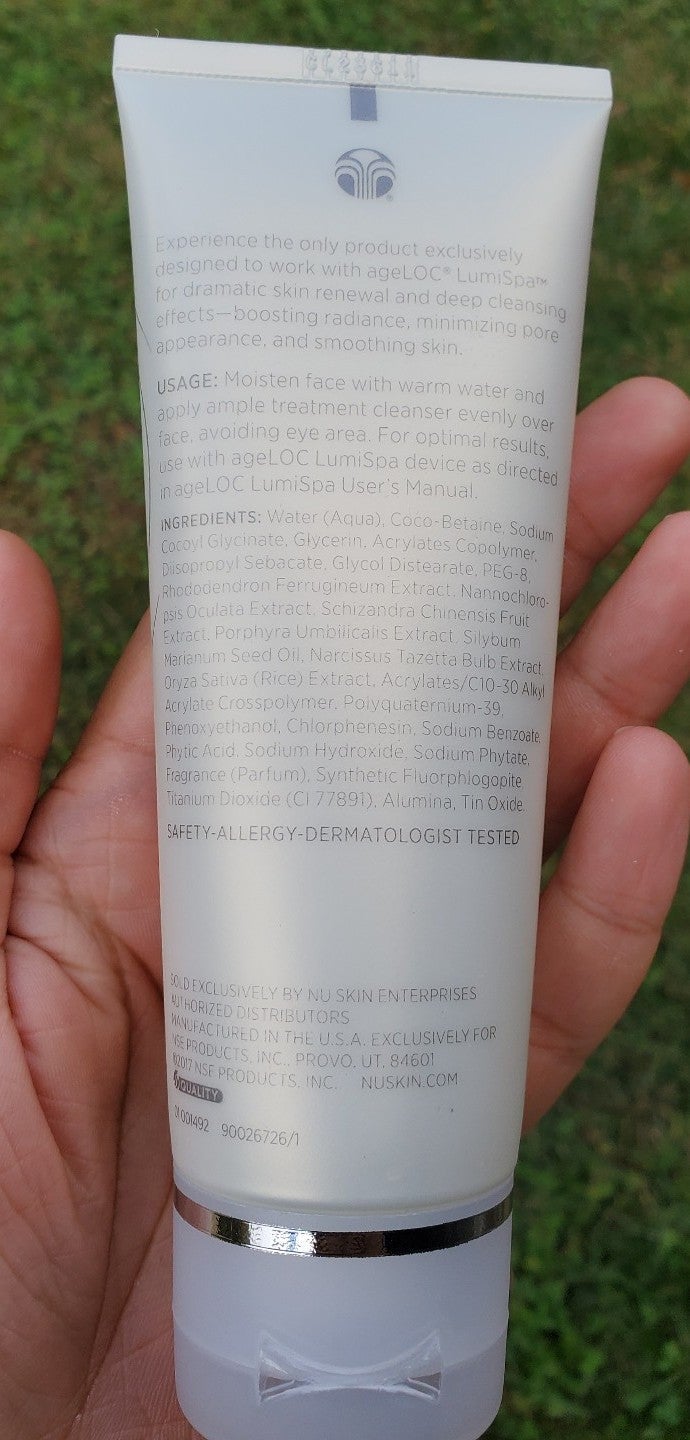 Experience the only product exclusively
designed to work with ageLOC® LumiSpa™
for dramatic skin renewal and deep cleansing
effects—boosting radiance, minimizing pore
appearance, and smoothing skin.
USAGE: Moisten face with warm water and
apply ample treatment cleanser evenly over
face, avoiding eye area. For optimal results,
use with ageLOC LumiSpa device as directed
in ageLOC LumiSpa User's Manual.
INGREDIENTS: Water (Aqua), Coco-Betaine, Sodium
Cocoyl Glycinate, Glycerin, Acrylates Copolymer,
Diisopropyl Sebacate, Glycol Distearate, PEG-8,
Rhododendron Ferrugineum Extract, Nannochloro-
psis Oculata Extract, Schizandra Chinensis Fruit
Extract, Porphyra Umbilicalis Extract, Silybum
Marianum Seed Oil, Narcissus Tazetta Bulb Extract,
Oryza Sativa (Rice) Extract, Acrylates/C10-30 Alkyl
Acrylate Crosspolymer, Polyquaternium-39,
Phenoxyethanol, Chlorphenesin, Sodium Benzoate,
Phytic Acid, Sodium Hydroxide, Sodium Phytate,
Fragrance (Parfum), Synthetic Fluorphlogopite,
Titanium Dioxide (CI 77891), Alumina, Tin Oxide.
SAFETY-ALLERGY-DERMATOLOGIST TESTED
SOLD EXCLUSIVELY BY NU SKIN ENTERPRISES
AUTHORIZED DISTRIBUTORS
MANUFACTURED IN THE U.S.A. EXCLUSIVELY FOR
NSE PRODUCTS, INC., PROVO, UT, 84601
©2017 NSE PRODUCTS, INC. NUSKIN.COM
6 QUALITY
01 001492 90026726/1